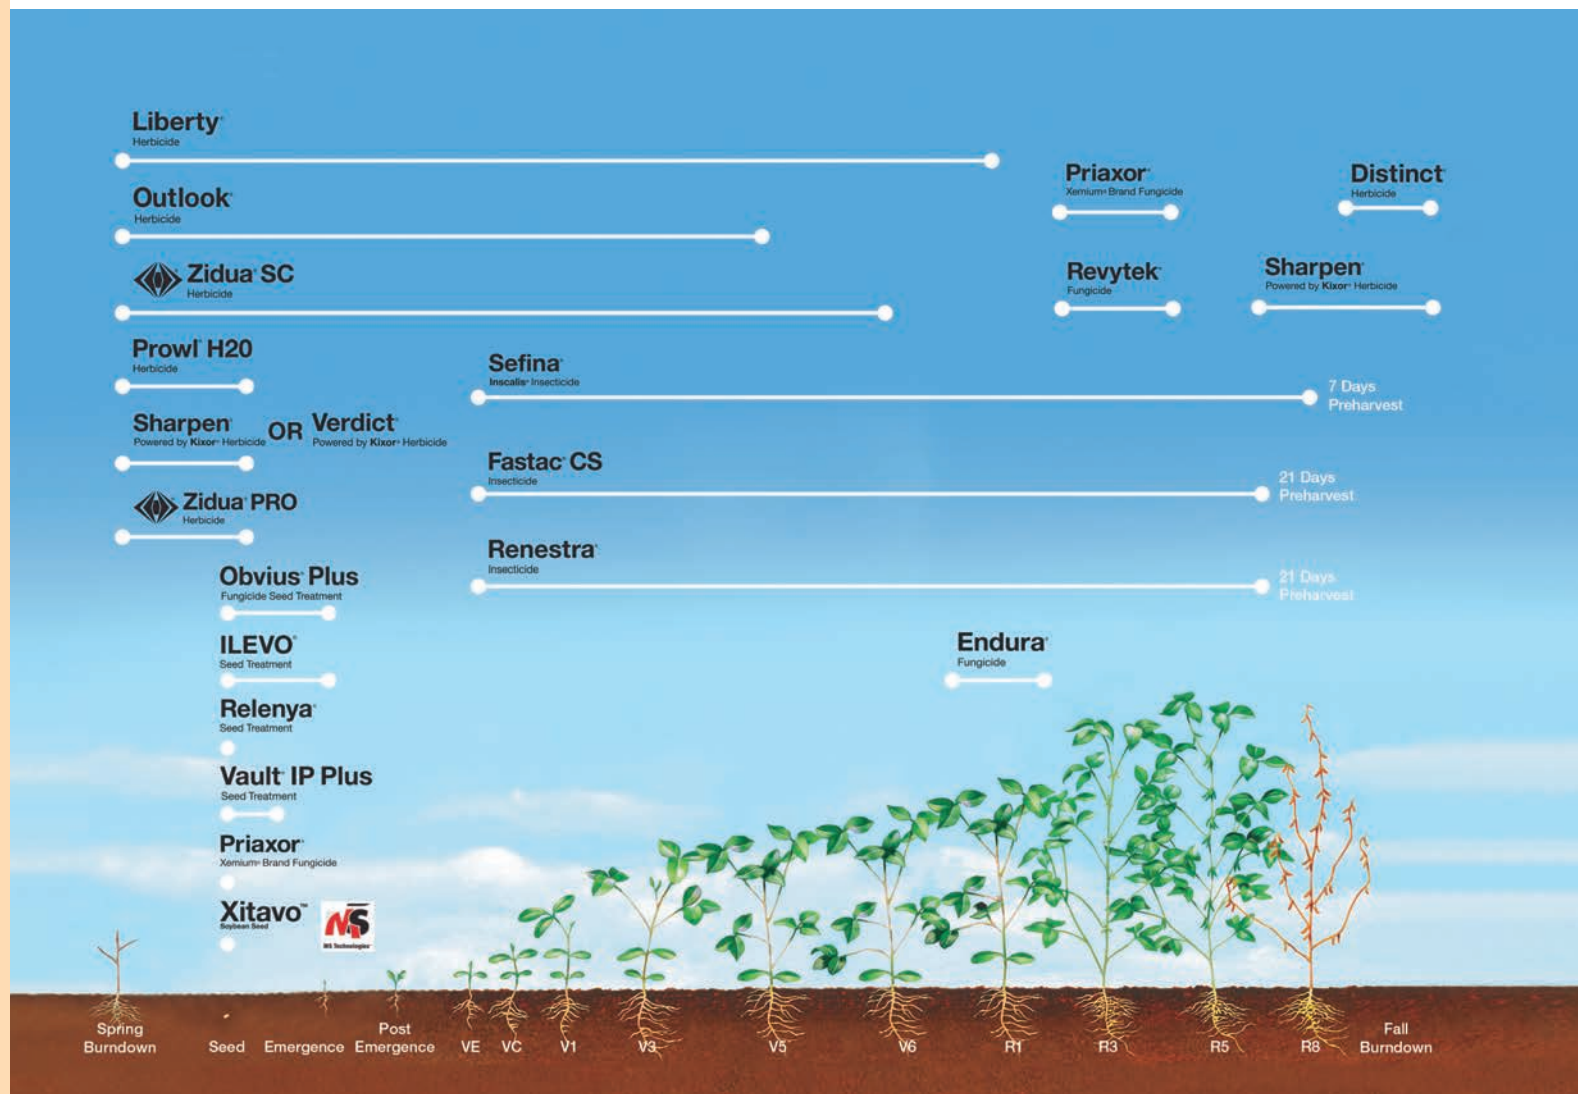 Liberty®
Herbicide
Outlook®
Herbicide
Zidua® SC
Herbicide
Prowl® H20
Herbicide
Sharpen®
Powered by Kixor® Herbicide
OR
Verdict®
Powered by Kixor® Herbicide
Zidua® PRO
Herbicide
Obvius® Plus
Fungicide Seed Treatment
ILEVO®
Seed Treatment
Relenya®
Seed Treatment
Vault® IP Plus
Seed Treatment
Priaxor®
Xemium® Brand Fungicide
Xitavo™
Soybean Seed
MS
MS Technologies™
Sefina®
Inscalis® Insecticide
7 Days
Preharvest
Fastac® CS
Insecticide
21 Days
Preharvest
Renestra®
Insecticide
21 Days
Preharvest
Endura®
Fungicide
Priaxor®
Xemium® Brand Fungicide
Revytek®
Fungicide
Distinct®
Herbicide
Sharpen®
Powered by Kixor® Herbicide
Spring
Burndown
Seed
Emergence
Post
Emergence
VE
VC
V1
V3
V5
V6
R1
R3
R5
R8
Fall
Burndown